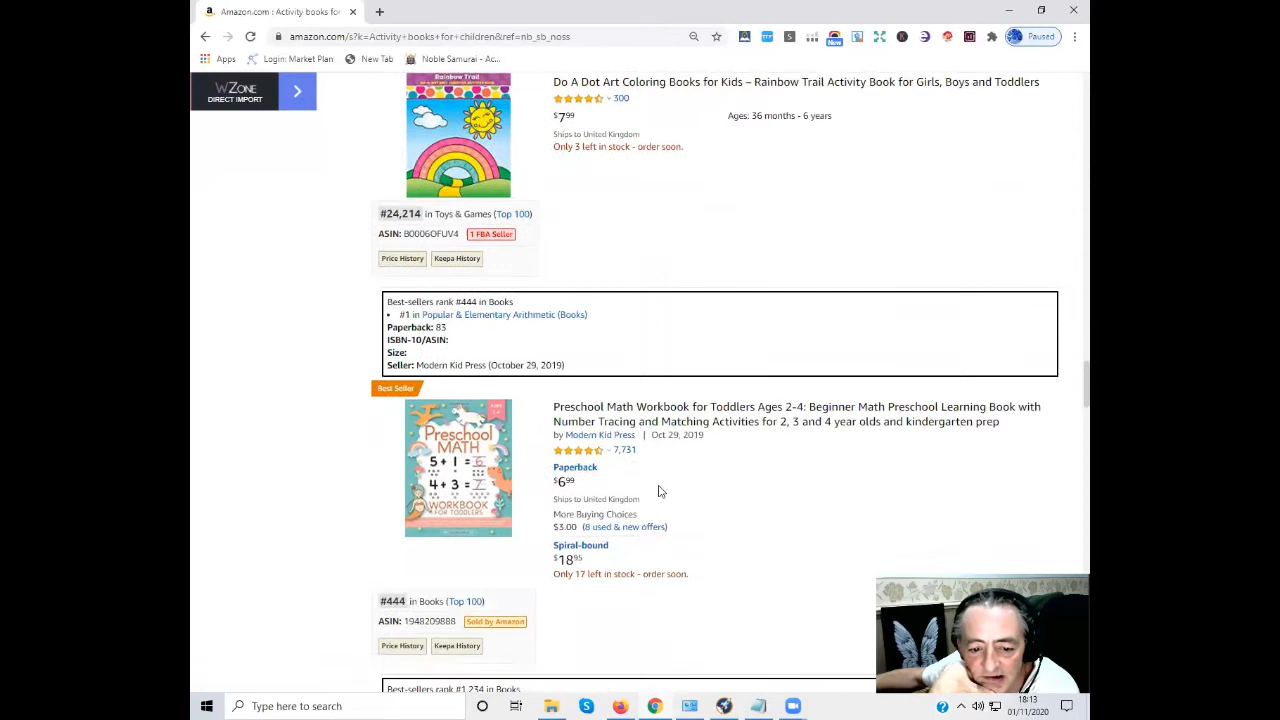 Amazon.com : Activity books fo
amazon.com/s?k=Activity+books+for+children&ref=nb_sb_noss
Paused
New
Apps
Login: Market Plan
New Tab
Noble Samurai - Ac...
WZONE
DIRECT IMPORT
Rainbow Trail
Do A Dot Art Coloring Books for Kids – Rainbow Trail Activity Book for Girls, Boys and Toddlers
300
$7⁹⁹
Ages: 36 months - 6 years
Ships to United Kingdom
Only 3 left in stock - order soon.
#24,214 in Toys & Games (Top 100)
ASIN: B0006OFUV4 1 FBA Seller
Price History Keepa History
Best-sellers rank #444 in Books
• #1 in Popular & Elementary Arithmetic (Books)
Paperback: 83
ISBN-10/ASIN:
Size:
Seller: Modern Kid Press (October 29, 2019)
Best Seller
Preschool
MATH
5 + 1 = 6
4 + 3 = 7
WORKBOOK
FOR TODDLERS
Preschool Math Workbook for Toddlers Ages 2-4: Beginner Math Preschool Learning Book with
Number Tracing and Matching Activities for 2, 3 and 4 year olds and kindergarten prep
by Modern Kid Press | Oct 29, 2019
7,731
Paperback
$6⁹⁹
Ships to United Kingdom
More Buying Choices
$3.00 (8 used & new offers)
Spiral-bound
$18⁹⁵
Only 17 left in stock - order soon.
#444 in Books (Top 100)
ASIN: 1948209888 Sold by Amazon
Price History Keepa History
Best-sellers rank #1,234 in Books
Type here to search
18:13
01/11/2020